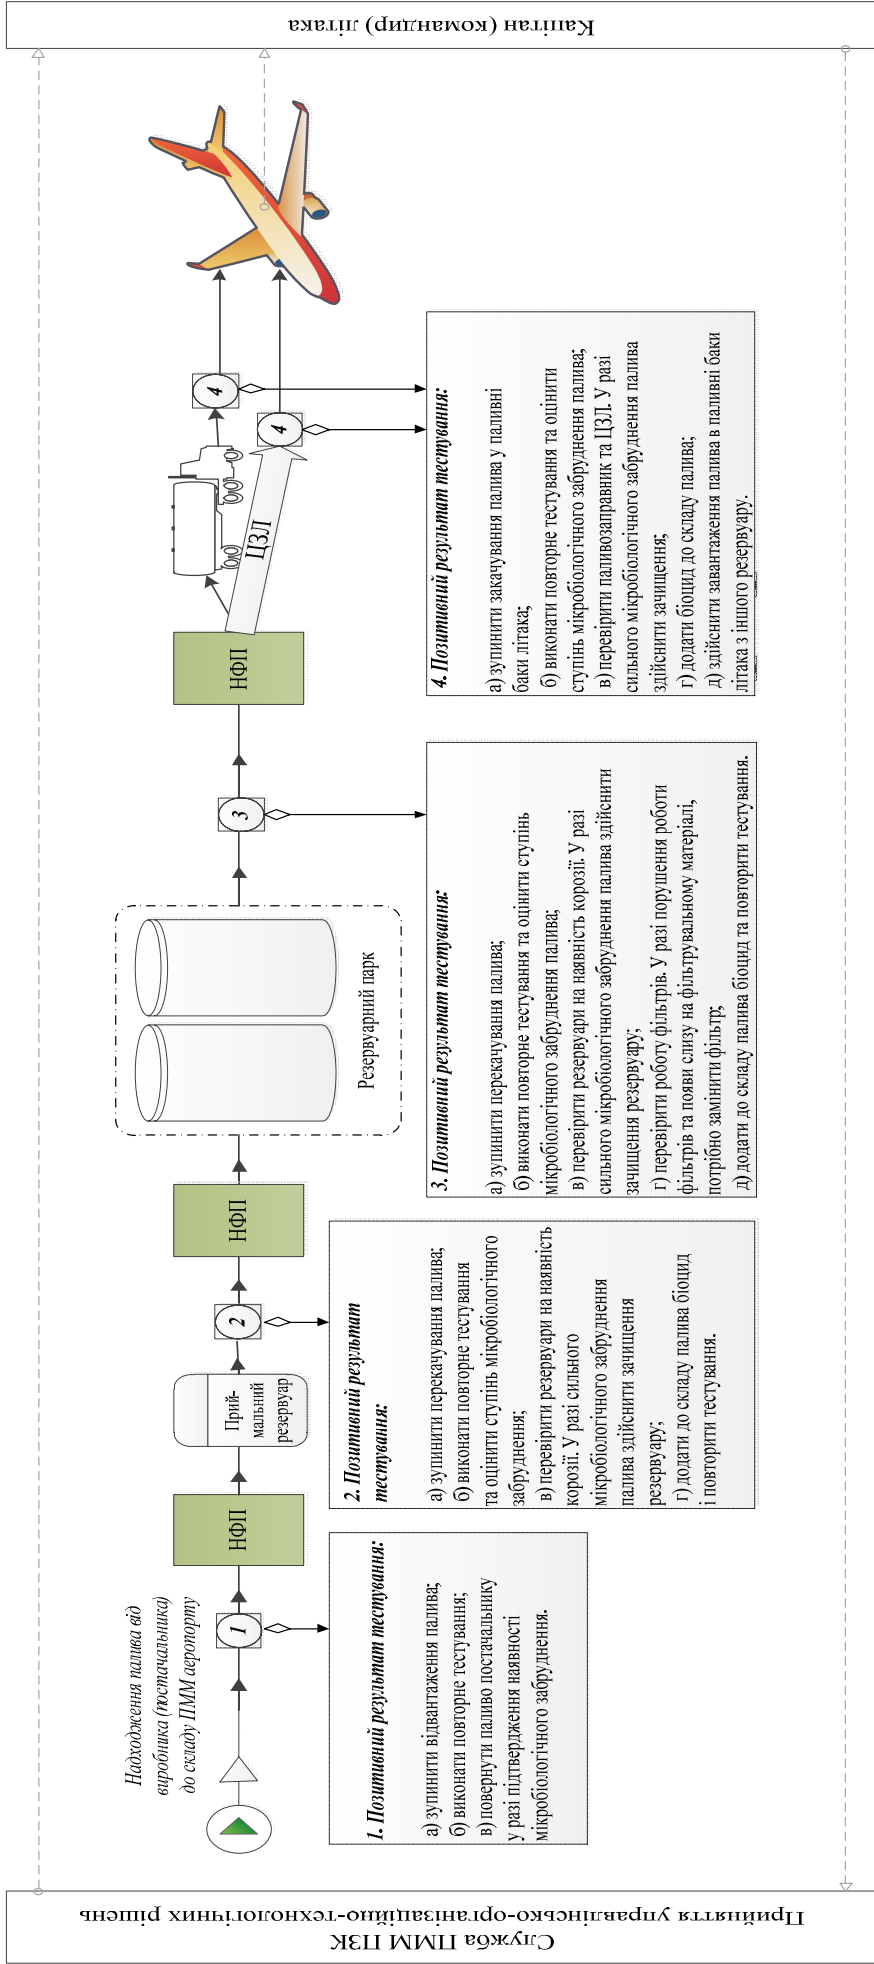 Служба ПММ ПЗК
Прийняття управлінсько-організаційно-технологічних рішень
Надходження палива від
виробника (постачальника)
до складу ПММ аеропорту
1
НФП
Прий-
мальний
резервуар
2
НФП
Резервуарний парк
3
НФП
ЦЗЛ
4
4
Капітан (командир) літака
1. Позитивний результат тестування:
а) зупинити відвантаження палива;
б) виконати повторне тестування;
в) повернути паливо постачальнику
у разі підтвердження наявності
мікробіологічного забруднення.
2. Позитивний результат
тестування:
а) зупинити перекачування палива;
б) виконати повторне тестування
та оцінити ступінь мікробіологічного
забруднення;
в) перевірити резервуари на наявність
корозії. У разі сильного
мікробіологічного забруднення
палива здійснити зачищення
резервуару;
г) додати до складу палива біоцид
і повторити тестування.
3. Позитивний результат тестування:
а) зупинити перекачування палива;
б) виконати повторне тестування та оцінити ступінь
мікробіологічного забруднення палива;
в) перевірити резервуари на наявність корозії. У разі
сильного мікробіологічного забруднення палива здійснити
зачищення резервуару;
г) перевірити роботу фільтрів. У разі порушення роботи
фільтрів та появи слизу на фільтрувальному матеріалі,
потрібно замінити фільтр;
д) додати до складу палива біоцид та повторити тестування.
4. Позитивний результат тестування:
а) зупинити закачування палива у паливні
баки літака;
б) виконати повторне тестування та оцінити
ступінь мікробіологічного забруднення палива;
в) перевірити паливозаправник та ЦЗЛ. У разі
сильного мікробіологічного забруднення палива
здійснити зачищення;
г) додати біоцид до складу палива;
д) здійснити завантаження палива в паливні баки
літака з іншого резервуару.